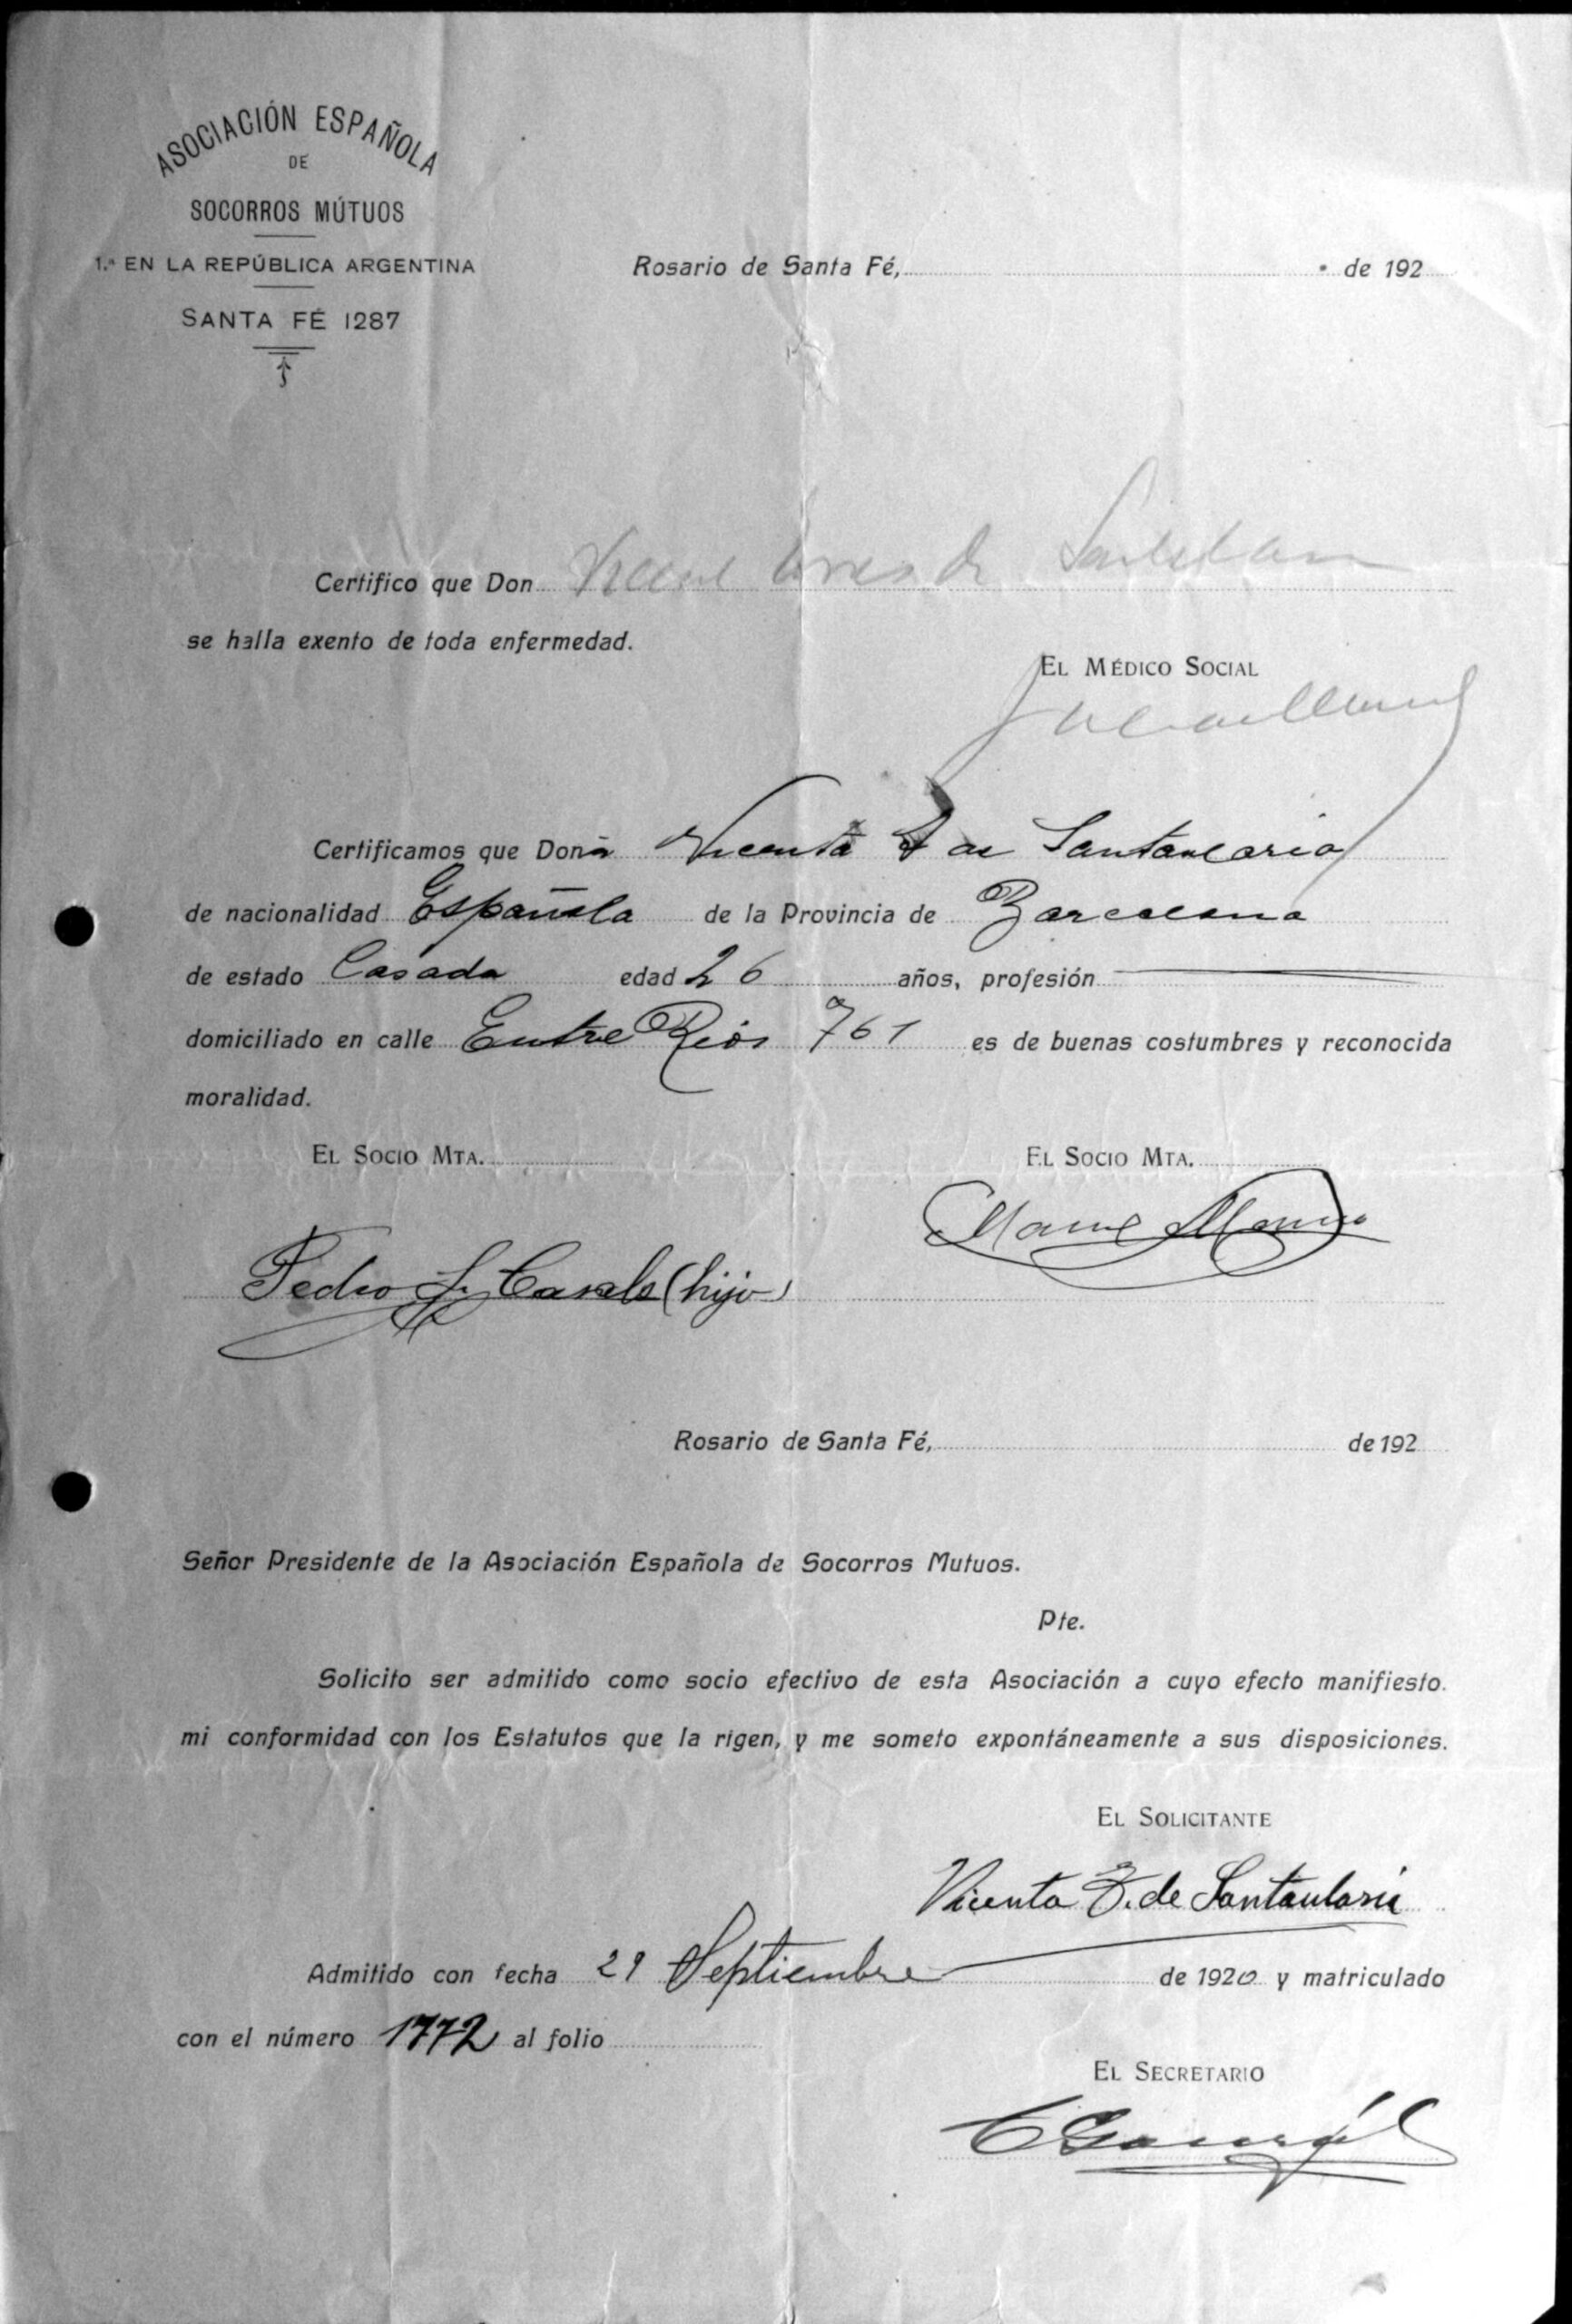 ASOCIACIÓN ESPAÑOLA
DE
SOCORROS MÚTUOS
1.ª EN LA REPÚBLICA ARGENTINA
SANTA FÉ 1287
Rosario de Santa Fé, de 192
Certifico que Don
se halla exento de toda enfermedad.
EL MÉDICO SOCIAL
Certificamos que Donª Vicenta de Santaularia
de nacionalidad Española de la Provincia de Barcelona
de estado Casada edad 26 años, profesión
domiciliado en calle Entre Rios 761 es de buenas costumbres y reconocida
moralidad.
EL SOCIO MTA. EL SOCIO MTA.
Pedro (hijo)
Rosario de Santa Fé, de 192
Señor Presidente de la Asociación Española de Socorros Mutuos.
Pte.
Solicito ser admitido como socio efectivo de esta Asociación a cuyo efecto manifiesto.
mi conformidad con los Estatutos que la rigen, y me someto expontáneamente a sus disposiciones.
EL SOLICITANTE
Vicenta de Santaularia
Admitido con fecha Septiembre de 1920 y matriculado
con el número 1772 al folio
EL SECRETARIO